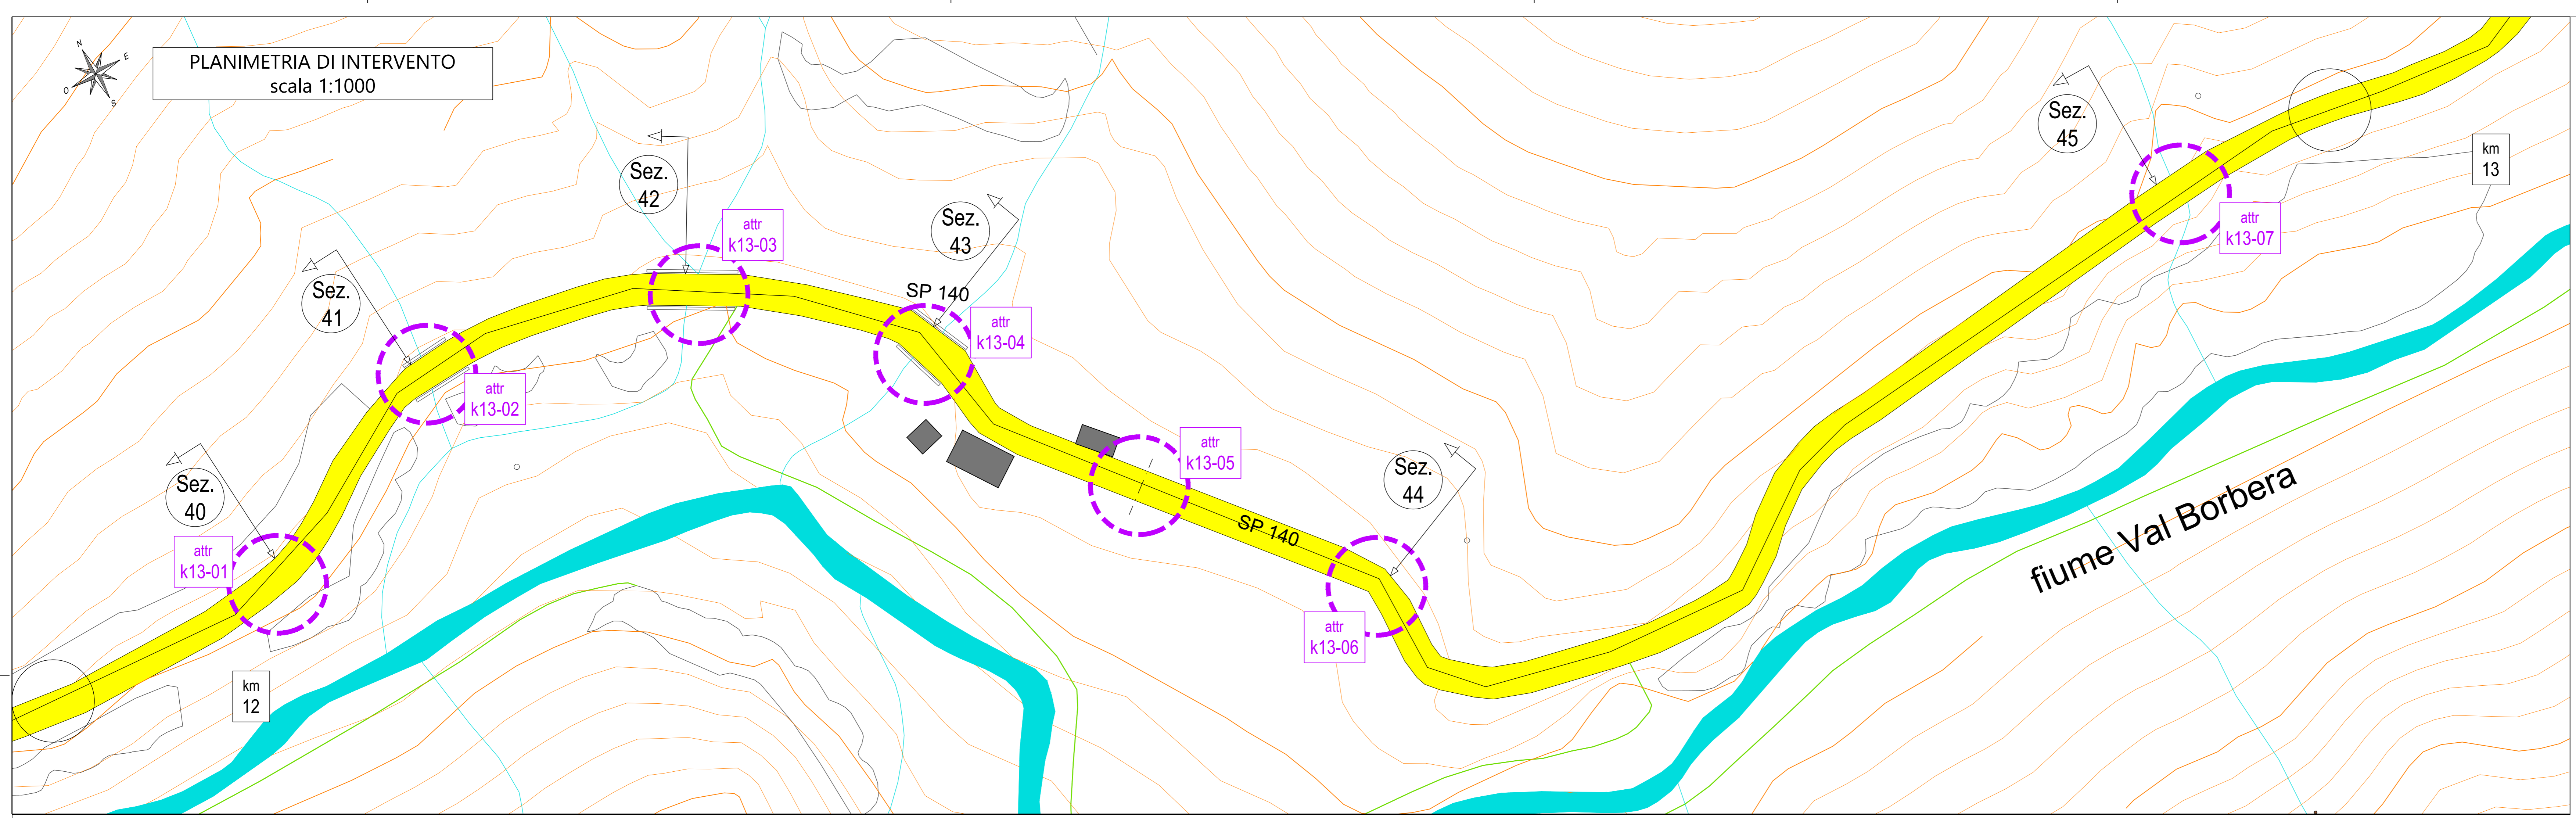 N
E
O
S
PLANIMETRIA DI INTERVENTO
scala 1:1000
Sez.
40
attr
k13-01
km
12
Sez.
41
attr
k13-02
Sez.
42
attr
k13-03
Sez.
43
SP 140
attr
k13-04
attr
k13-05
SP 140
Sez.
44
attr
k13-06
Sez.
45
attr
k13-07
km
13
fiume Val Borbera